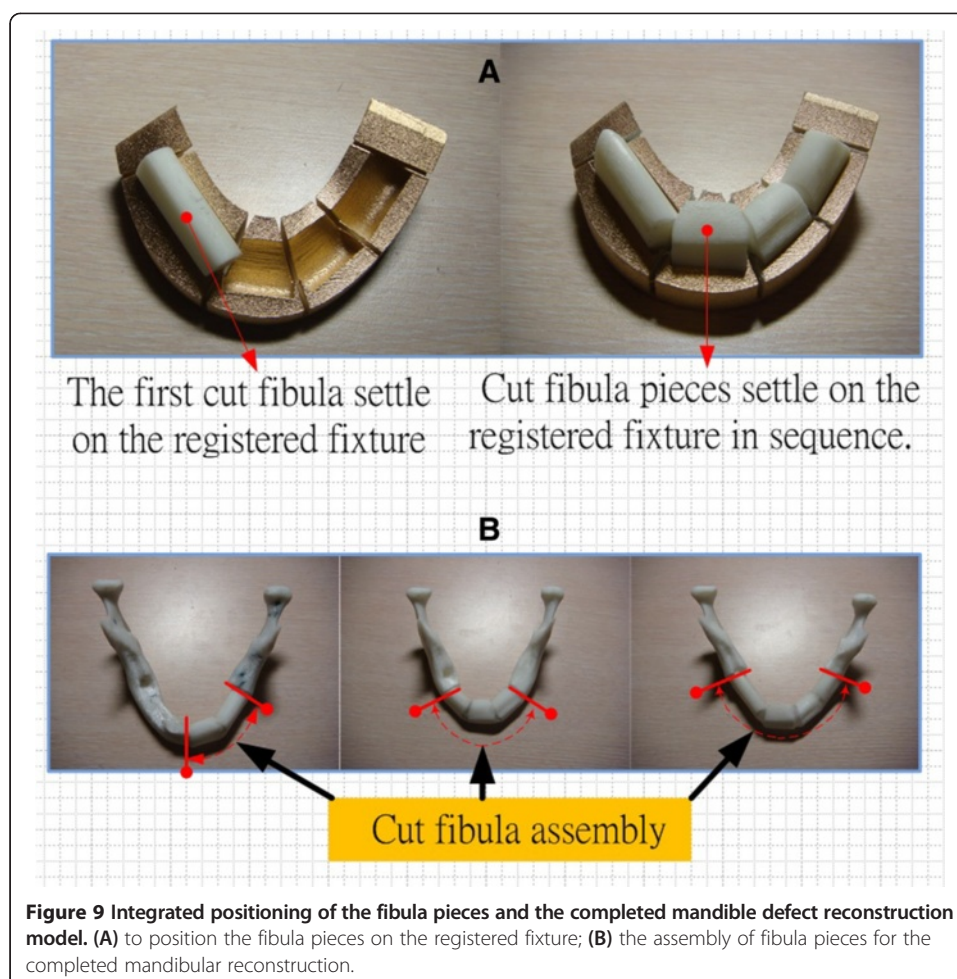 A
The first cut fibula settle
on the registered fixture
Cut fibula pieces settle on the
registered fixture in sequence.
B
Cut fibula assembly
Figure 9 Integrated positioning of the fibula pieces and the completed mandible defect reconstruction
model. (A) to position the fibula pieces on the registered fixture; (B) the assembly of fibula pieces for the
completed mandibular reconstruction.